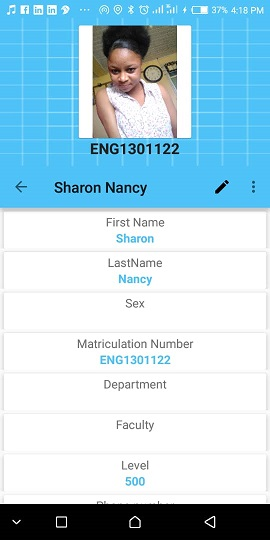 37% 4:18 PM
ENG1301122
Sharon Nancy
First Name
Sharon
LastName
Nancy
Sex
Matriculation Number
ENG1301122
Department
Faculty
Level
500